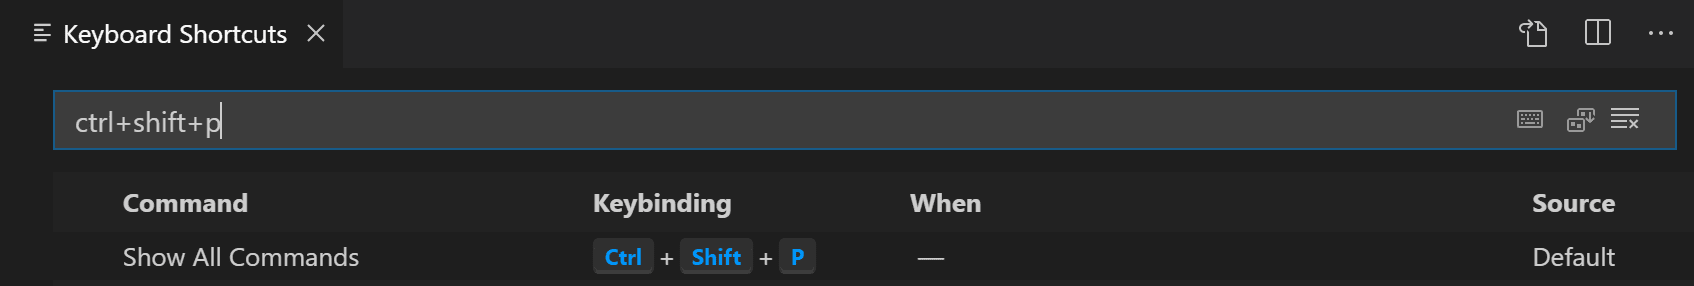 Keyboard Shortcuts
ctrl+shift+p
Command Keybinding When Source
Show All Commands Ctrl + Shift + P — Default